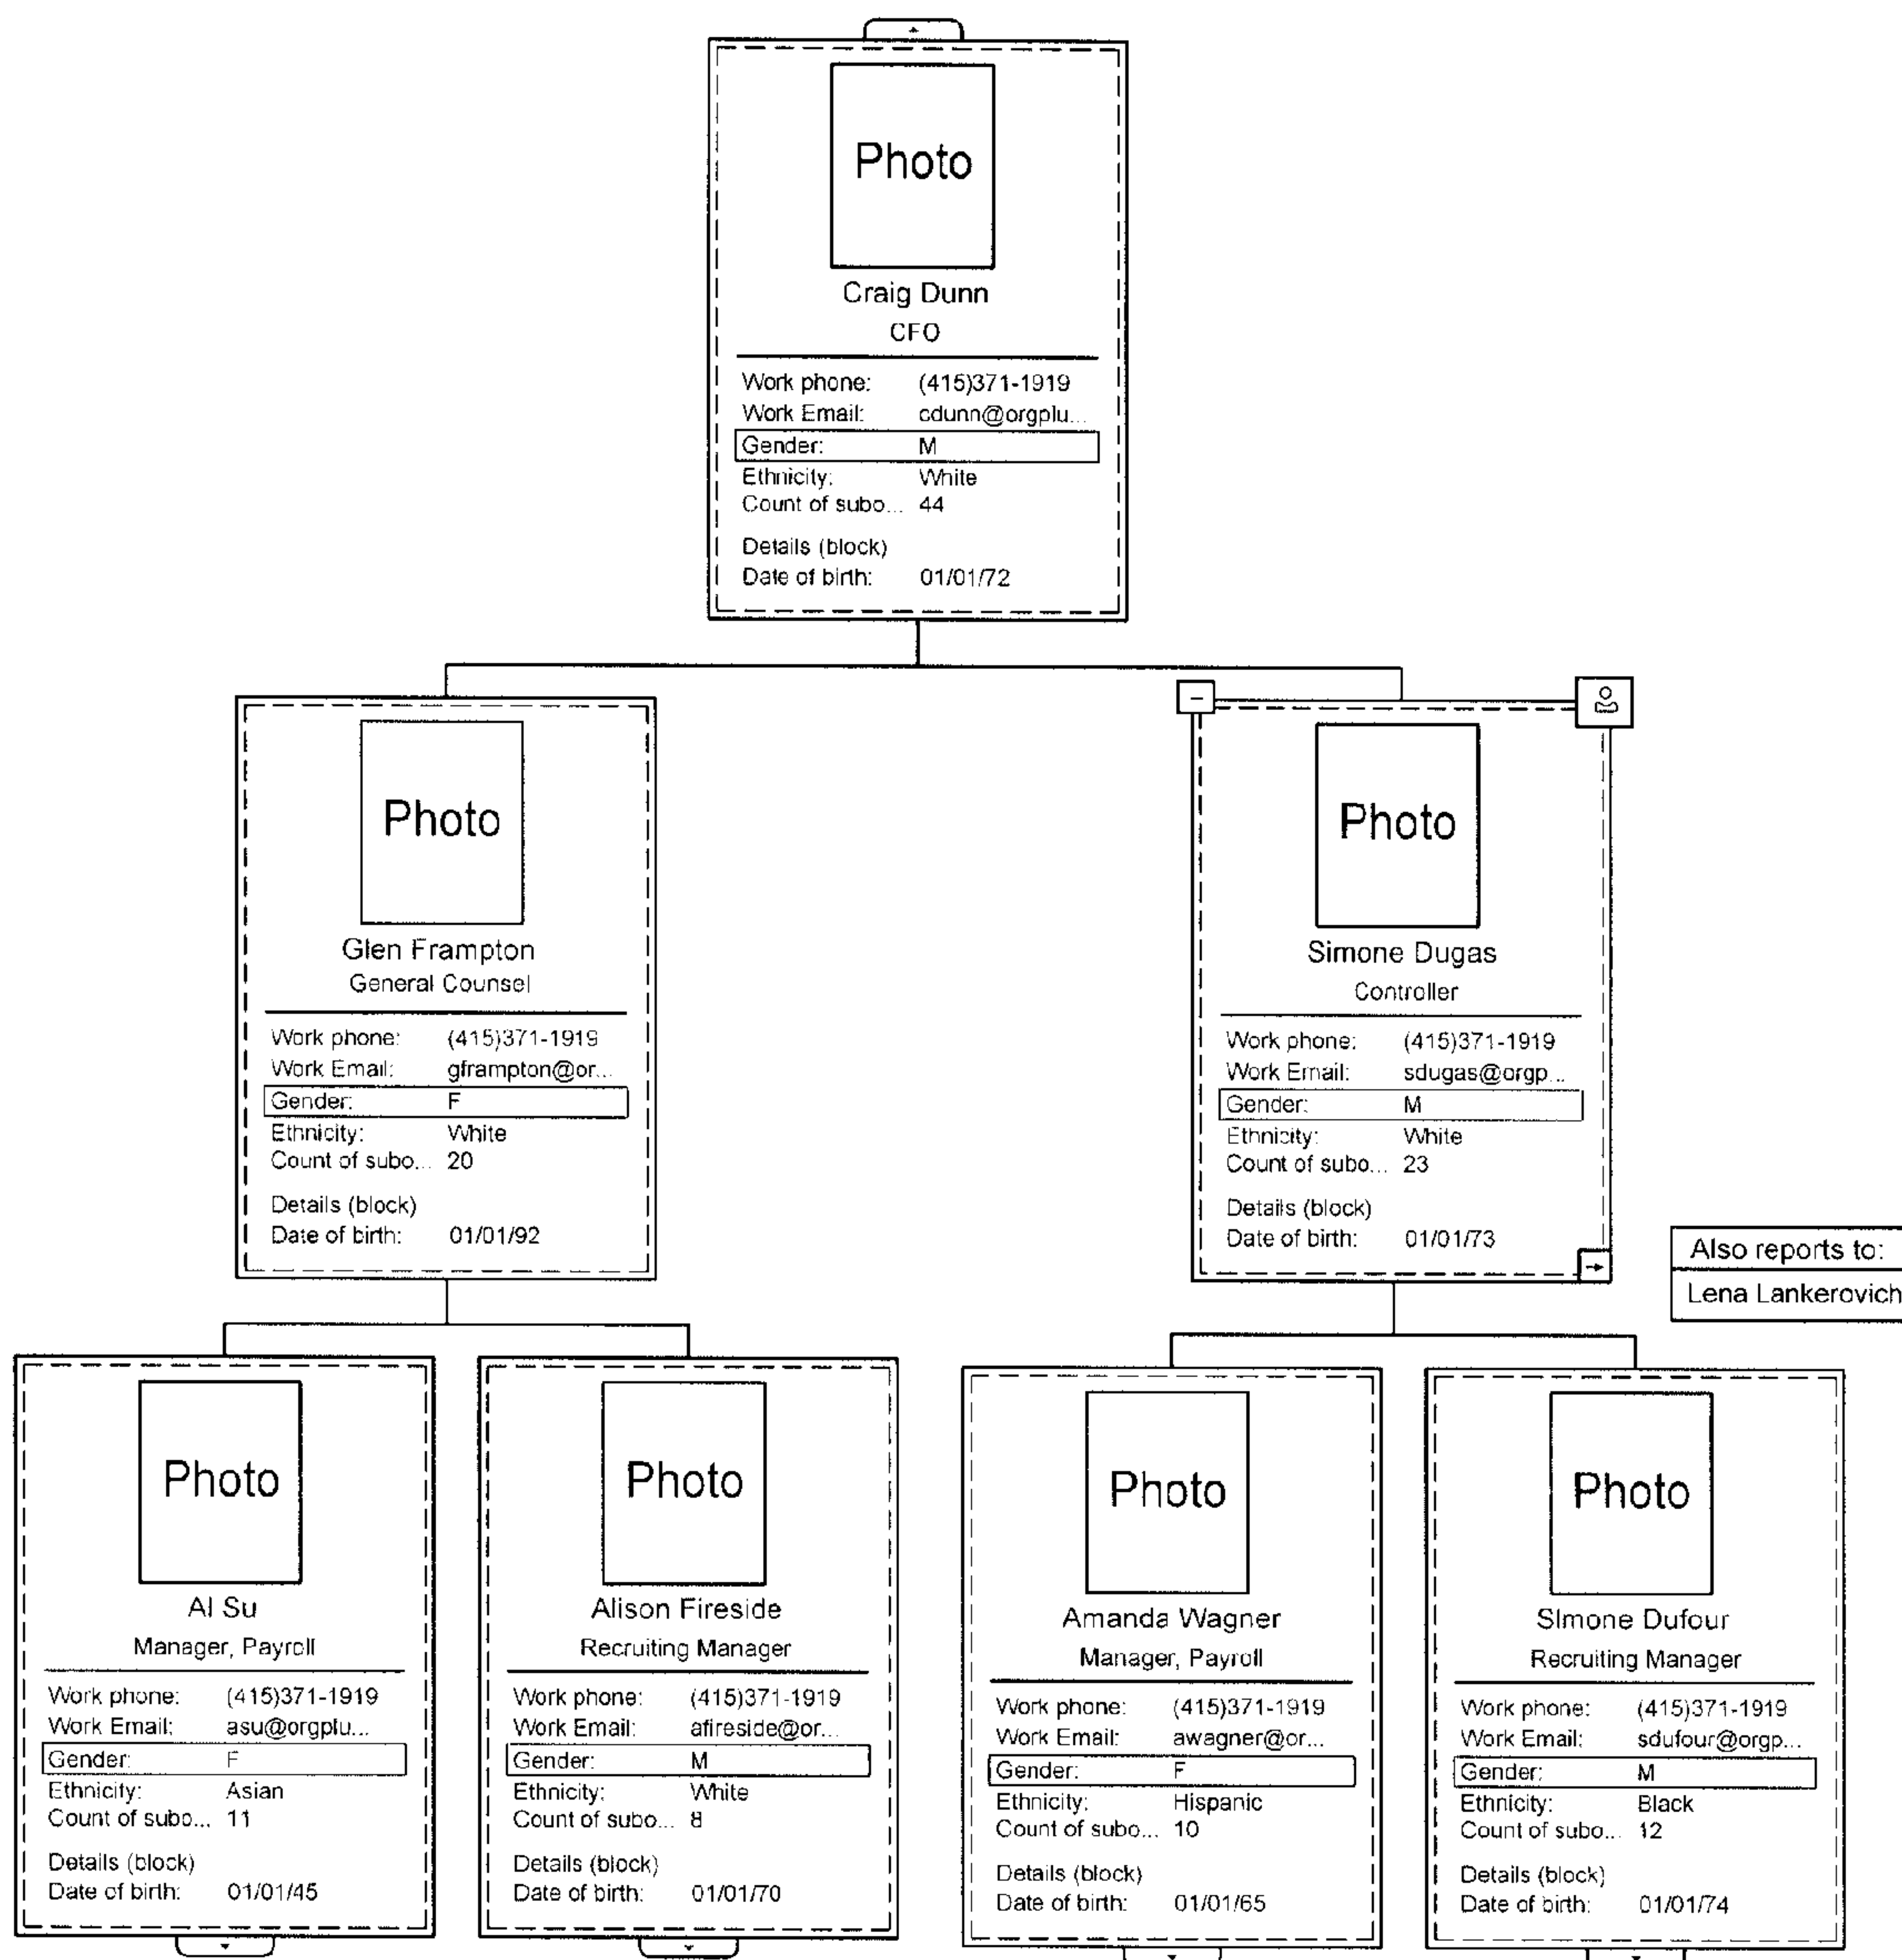 Photo
Craig Dunn
CFO
Work phone: (415)371-1919
Work Email: cdunn@orgplu...
Gender: M
Ethnicity: White
Count of subo... 44
Details (block)
Date of birth: 01/01/72
Photo
Glen Frampton
General Counsel
Work phone: (415)371-1919
Work Email: gframpton@or...
Gender: F
Ethnicity: White
Count of subo... 20
Details (block)
Date of birth: 01/01/92
Photo
Simone Dugas
Controller
Work phone: (415)371-1919
Work Email: sdugas@orgp...
Gender: M
Ethnicity: White
Count of subo... 23
Details (block)
Date of birth: 01/01/73
Also reports to:
Lena Lankerovich
Photo
Al Su
Manager, Payroll
Work phone: (415)371-1919
Work Email: asu@orgplu...
Gender: F
Ethnicity: Asian
Count of subo... 11
Details (block)
Date of birth: 01/01/45
Photo
Alison Fireside
Recruiting Manager
Work phone: (415)371-1919
Work Email: afireside@or...
Gender: M
Ethnicity: White
Count of subo... 8
Details (block)
Date of birth: 01/01/70
Photo
Amanda Wagner
Manager, Payroll
Work phone: (415)371-1919
Work Email: awagner@or...
Gender: F
Ethnicity: Hispanic
Count of subo... 10
Details (block)
Date of birth: 01/01/65
Photo
SImone Dufour
Recruiting Manager
Work phone: (415)371-1919
Work Email: sdufour@orgp...
Gender: M
Ethnicity: Black
Count of subo... 12
Details (block)
Date of birth: 01/01/74